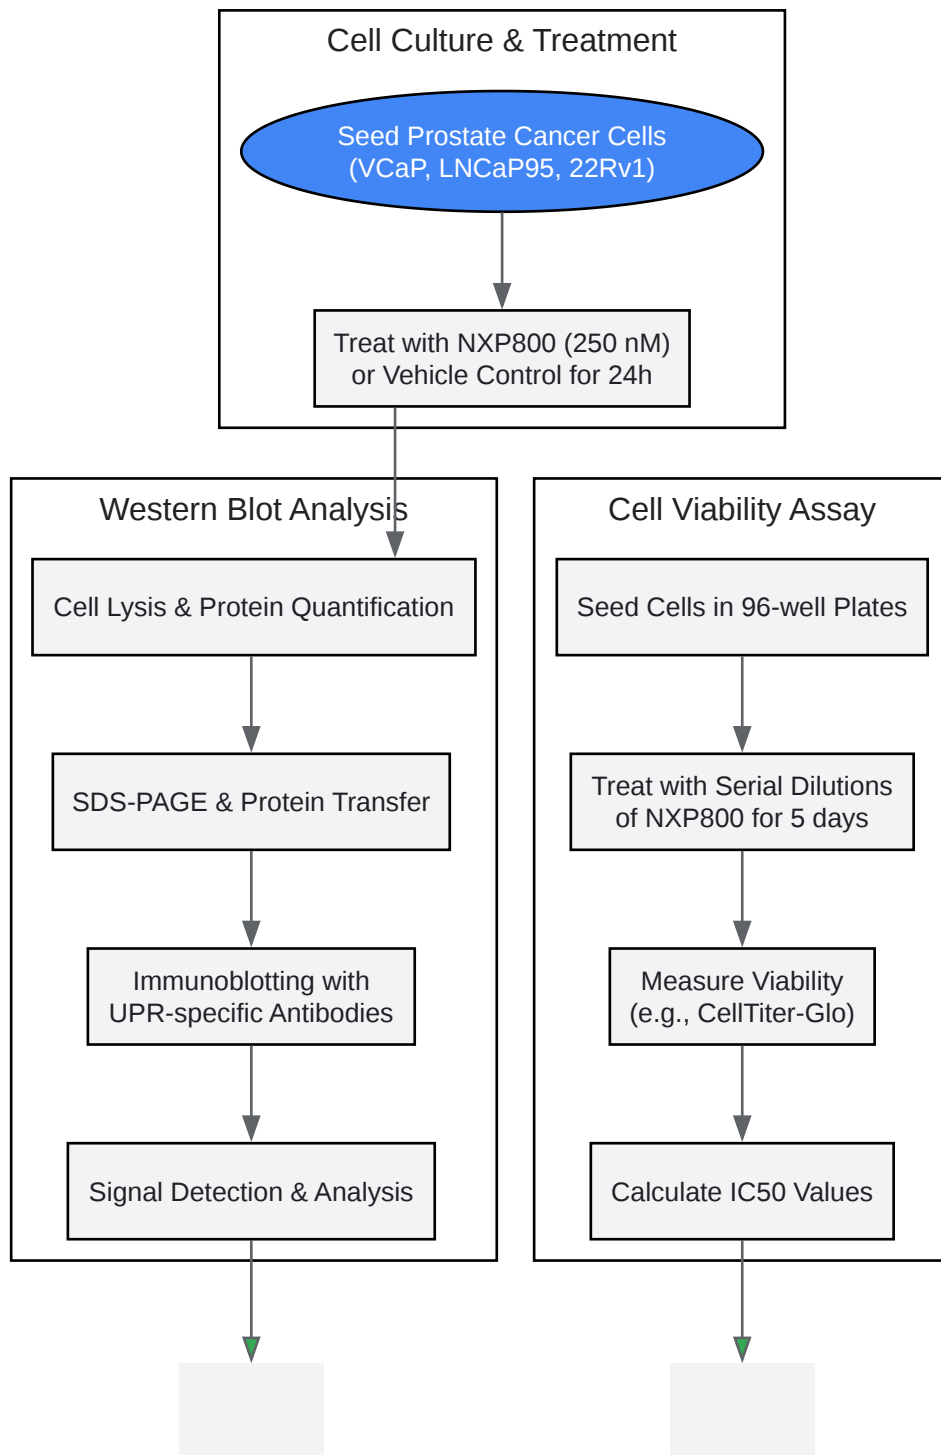 Cell Culture & Treatment
Seed Prostate Cancer Cells
(VCaP, LNCaP95, 22Rv1)
Treat with NXP800 (250 nM)
or Vehicle Control for 24h
Western Blot Analysis
Cell Lysis & Protein Quantification
SDS-PAGE & Protein Transfer
Immunoblotting with
UPR-specific Antibodies
Signal Detection & Analysis
Cell Viability Assay
Seed Cells in 96-well Plates
Treat with Serial Dilutions
of NXP800 for 5 days
Measure Viability
(e.g., CellTiter-Glo)
Calculate IC50 Values